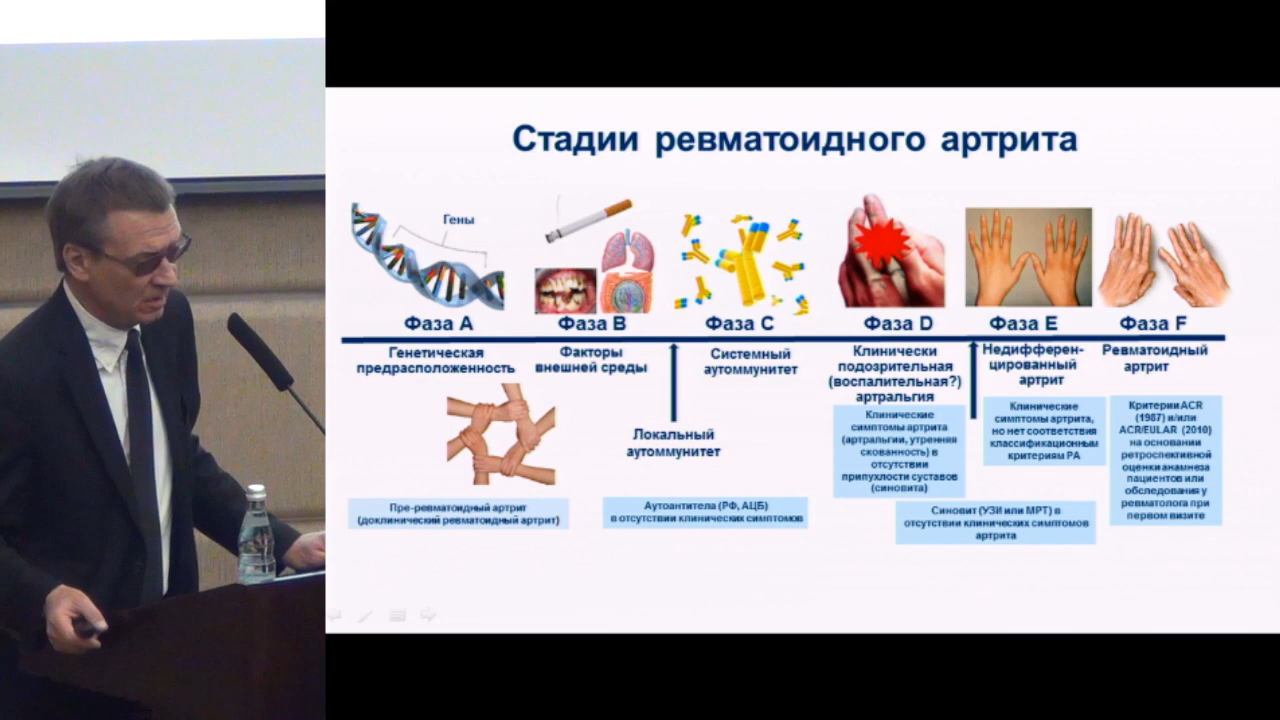 Стадии ревматоидного артрита
Гены
Фаза A
Фаза B
Фаза C
Фаза D
Фаза E
Фаза F
Генетическая
предрасположенность
Факторы
внешней среды
Системный
аутоммунитет
Клинически
подозрительная
(воспалительная?)
артралгия
Недифферен-
цированный
артрит
Ревматоидный
артрит
Локальный
аутоммунитет
Клинические
симптомы артрита
(артралгии, утренняя
скованность) в
отсутствии
припухлости суставов
(синовита)
Клинические
симптомы артрита,
но нет соответствия
классификационным
критериям РА
Критерии ACR
(1987) и/или
ACR/EULAR (2010)
на основании
ретроспективной
оценки анамнеза
пациентов или
обследования у
ревматолога при
первом визите
Пре-ревматоидный артрит
(доклинический ревматоидный артрит)
Аутоантитела (РФ, АЦБ)
в отсутствии клинических симптомов
Синовит (УЗИ или МРТ) в
отсутствии клинических симптомов
артрита